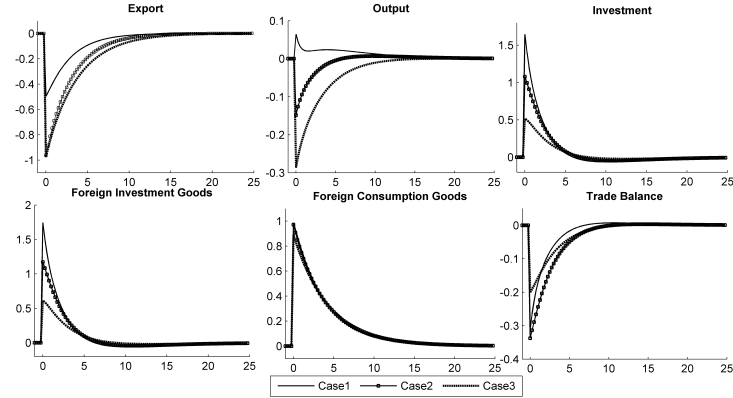 Export
Output
Investment
0
-0.2
-0.4
-0.6
-0.8
-1
0 5 10 15 20 25
0.1
0
-0.1
-0.2
-0.3
0 5 10 15 20 25
1.5
1
0.5
0
0 5 10 15 20 25
Foreign Investment Goods
Foreign Consumption Goods
Trade Balance
2
1.5
1
0.5
0
0 5 10 15 20 25
1
0.8
0.6
0.4
0.2
0
0 5 10 15 20 25
0
-0.1
-0.2
-0.3
-0.4
0 5 10 15 20 25
Case1 Case2 Case3